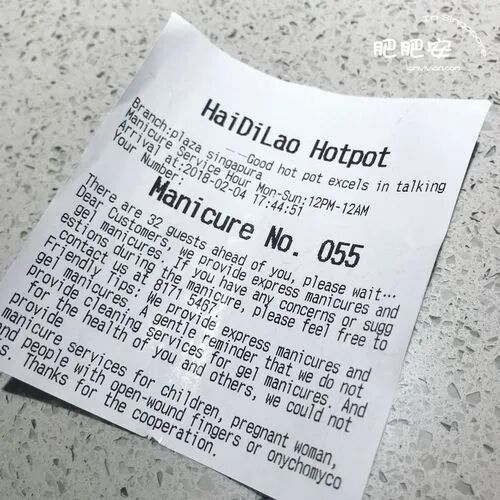 肥肥安
In Singapore
HaiDiLao Hotpot
——Good hot pot excels in talking
Branch:plaza singapura
Manicure Service Hour Mon-Sun:12PM-12AM
Arrival at:2018-02-04 17:44:51
Your Number:
Manicure No. 055
There are 32 guests ahead of you, please wait…
Dear Customers, we provide express manicures and
gel manicures. If you have any concerns or sugg
estions during the manicure, please feel free to
contact us at 8171 5452.
Friendly Tips: We provide express manicures and
gel manicures. A gentle reminder that we do not
provide cleaning services for gel manicures. And
for the health of you and others, we could not
provide
manicure services for children, pregnant woman,
and people with open-wound fingers or onychomyco
s. Thanks for the cooperation.